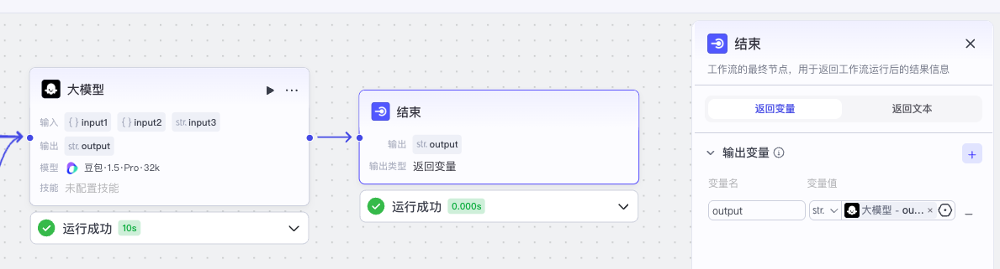 大模型
输入 { } input1 { } input2 str. input3
输出 str. output
模型 豆包·1.5·Pro·32k
技能 未配置技能
运行成功 10s
结束
输出 str. output
输出类型 返回变量
运行成功 0.000s
结束
工作流的最终节点，用于返回工作流运行后的结果信息
返回变量 返回文本
输出变量
变量名 变量值
output str. 大模型 - ou...